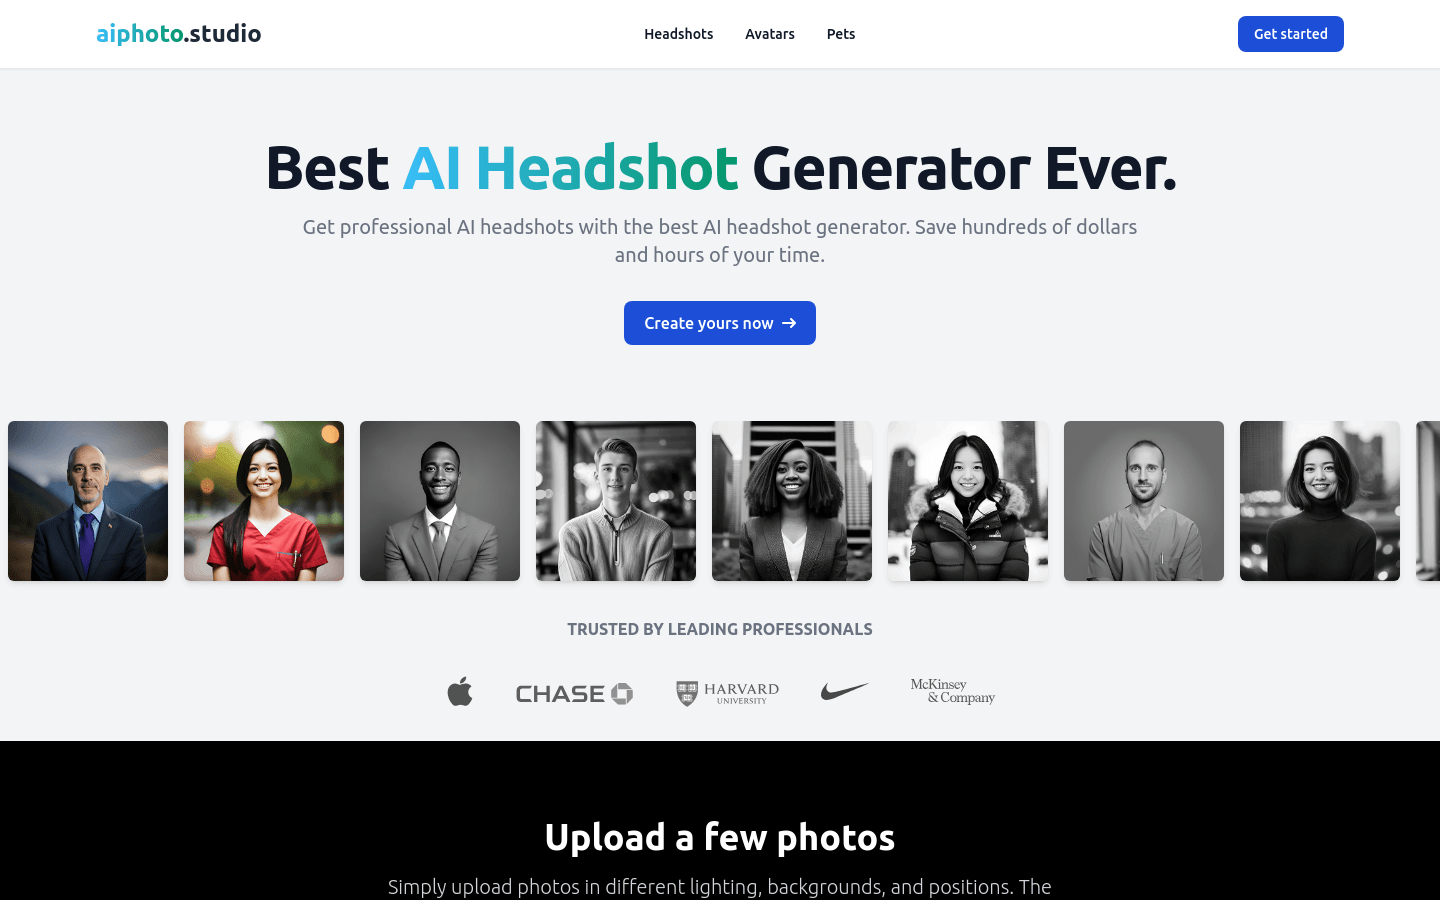 aiphoto.studio
Headshots
Avatars
Pets
Get started
Best AI Headshot Generator Ever.
Get professional AI headshots with the best AI headshot generator. Save hundreds of dollars
and hours of your time.
Create yours now →
TRUSTED BY LEADING PROFESSIONALS
CHASE
HARVARD
UNIVERSITY
McKinsey
& Company
Upload a few photos
Simply upload photos in different lighting, backgrounds, and positions. The